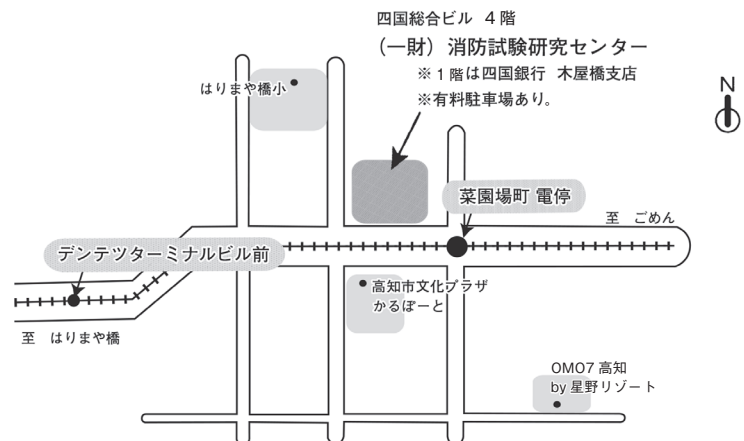 四国総合ビル 4階
（一財）消防試験研究センター
※1階は四国銀行 木屋橋支店
※有料駐車場あり。
N
はりまや橋小
菜園場町 電停
至 ごめん
デンテツターミナルビル前
高知市文化プラザ
かるぽーと
至 はりまや橋
OMO7 高知
by 星野リゾート